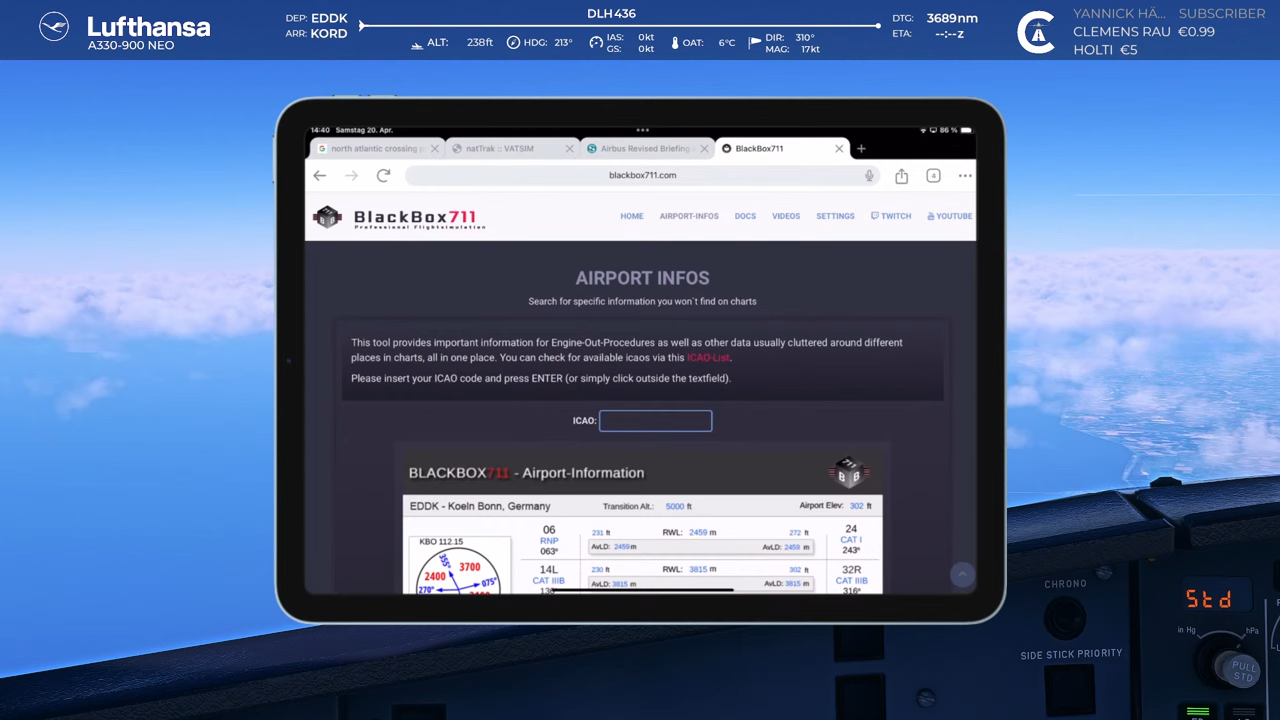 Lufthansa
A330-900 NEO
DEP: EDDK
ARR: KORD
DLH436
ALT: 238ft
HDG: 213°
IAS: 0kt
GS: 0kt
OAT: 6°C
DIR: 310°
MAG: 17kt
DTG: 3689nm
ETA: --:--z
YANNICK HÄ... SUBSCRIBER
CLEMENS RAU €0.99
HOLTI €5
14:40 Samstag 20. Apr.
86 %
north atlantic crossing
natTrak :: VATSIM
Airbus Revised Briefing
BlackBox711
blackbox711.com
4
BlackBox711
Professional Flightsimulation
HOME AIRPORT-INFOS DOCS VIDEOS SETTINGS TWITCH YOUTUBE
AIRPORT INFOS
Search for specific information you won´t find on charts
This tool provides important information for Engine-Out-Procedures as well as other data usually cluttered around different
places in charts, all in one place. You can check for available icaos via this ICAO-List.
Please insert your ICAO code and press ENTER (or simply click outside the textfield).
ICAO:
BLACKBOX711 - Airport-Information
EDDK - Koeln Bonn, Germany Transition Alt.: 5000 ft Airport Elev: 302 ft
KBO 112.15
355°
3700
2400
075°
270°
06
RNP
063°
231 ft RWL: 2459 m 272 ft
AvLD: 2459 m AvLD: 2459 m
24
CAT I
243°
14L
CAT IIIB
230 ft RWL: 3815 m 302 ft
AvLD: 3815 m AvLD: 3815 m
32R
CAT IIIB
316°
CHRONO
SIDE STICK PRIORITY
Std
in Hg
hPa
PULL
STD